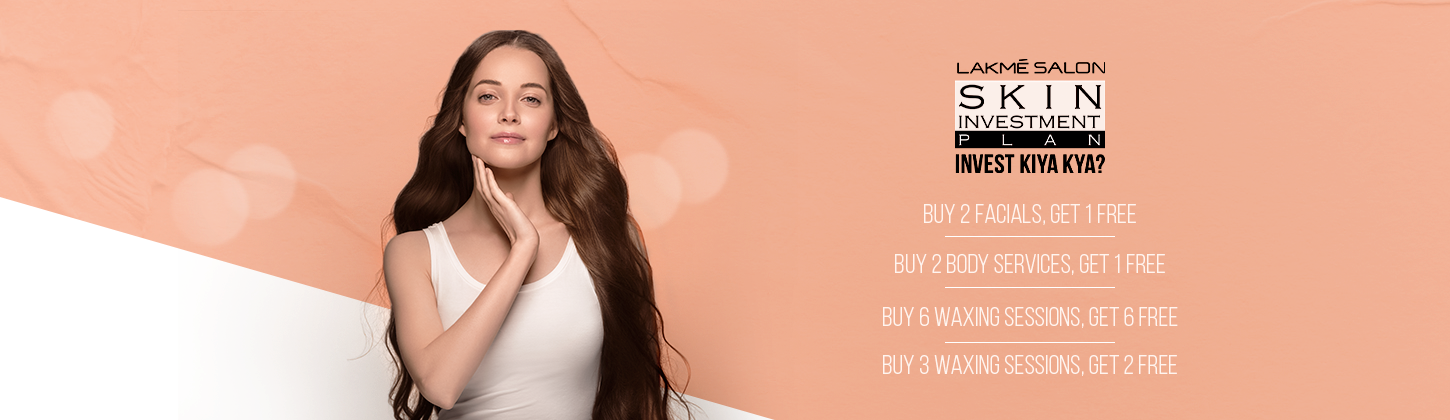 LAKMÉ SALON
SKIN
INVESTMENT
PLAN
INVEST KIYA KYA?
BUY 2 FACIALS, GET 1 FREE
BUY 2 BODY SERVICES, GET 1 FREE
BUY 6 WAXING SESSIONS, GET 6 FREE
BUY 3 WAXING SESSIONS, GET 2 FREE